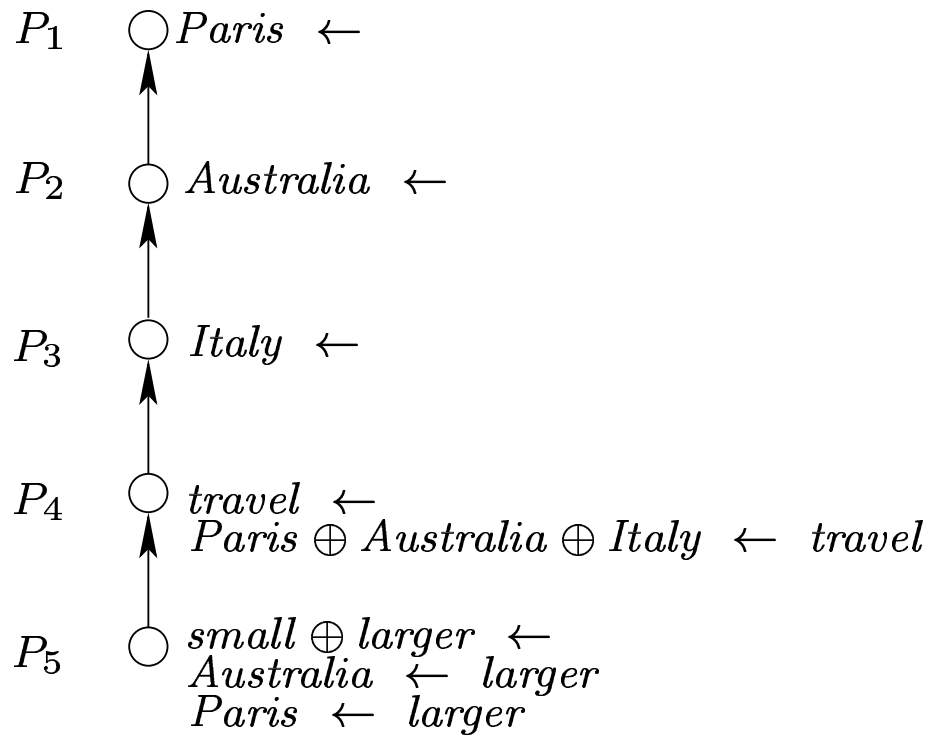 P₁ Paris ←
P₂ Australia ←
P₃ Italy ←
P₄ travel ←
Paris ⊕ Australia ⊕ Italy ← travel
P₅ small ⊕ larger ←
Australia ← larger
Paris ← larger